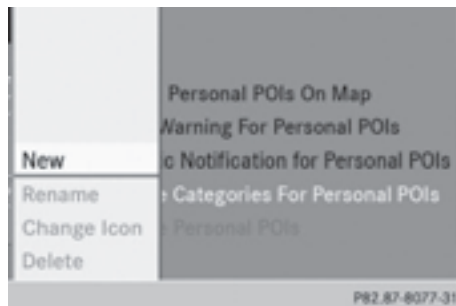 Personal POIs On Map
Warning For Personal POIs
New
c Notification for Personal POIs
Rename
e Categories For Personal POIs
Change Icon
e Personal POIs
Delete
P82.87-8077-31